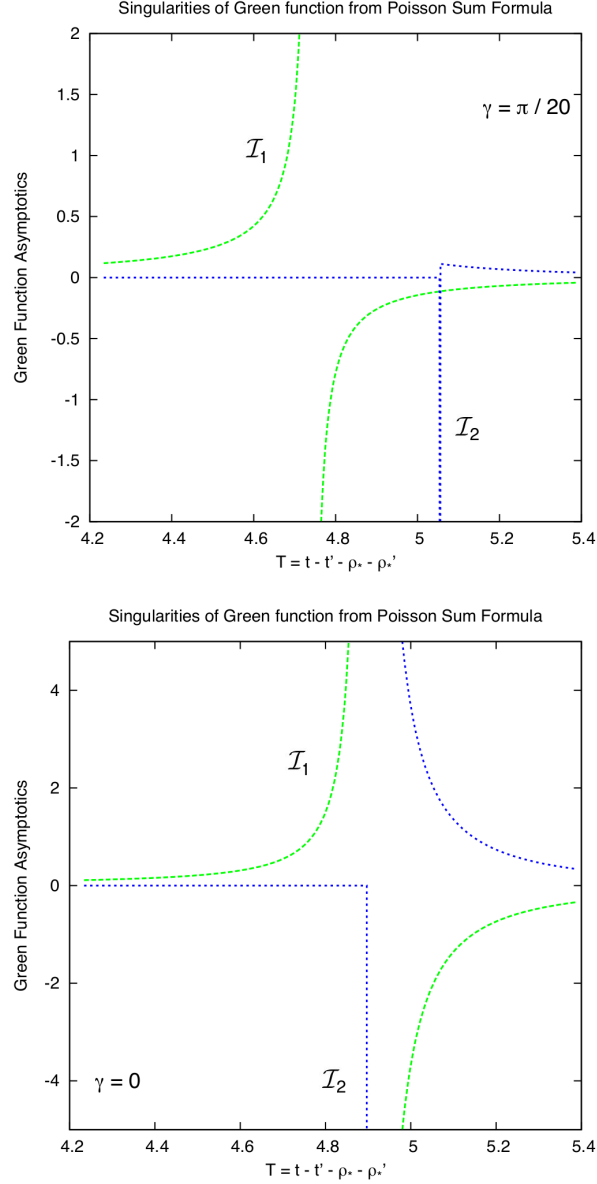 Singularities of Green function from Poisson Sum Formula
2
γ = π / 20
1.5
ℐ1
1
0.5
Green Function Asymptotics
0
-0.5
-1
ℐ2
-1.5
-2
4.2 4.4 4.6 4.8 5 5.2 5.4
T = t - t' - ρ* - ρ*'
Singularities of Green function from Poisson Sum Formula
4
ℐ1
2
Green Function Asymptotics
0
-2
γ = 0
ℐ2
-4
4.2 4.4 4.6 4.8 5 5.2 5.4
T = t - t' - ρ* - ρ*'